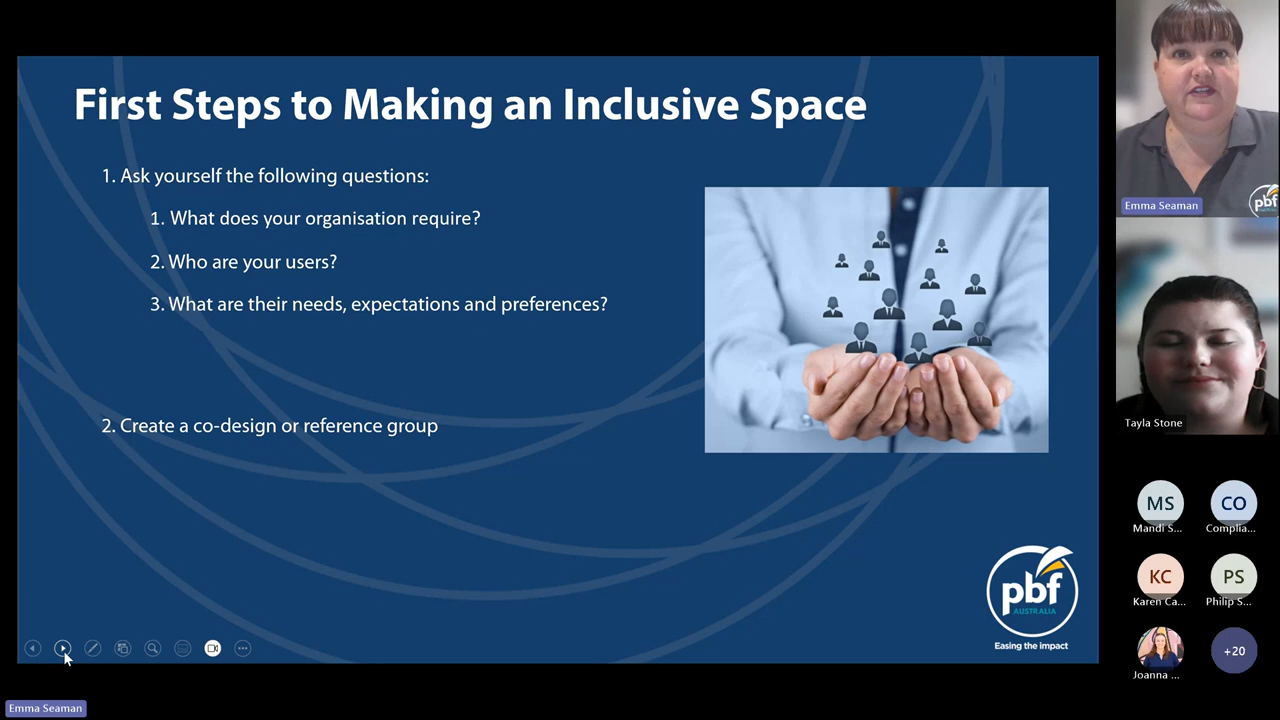 First Steps to Making an Inclusive Space
1. Ask yourself the following questions:
1. What does your organisation require?
2. Who are your users?
3. What are their needs, expectations and preferences?
2. Create a co-design or reference group
pbf
AUSTRALIA
Easing the impact
Emma Seaman
pbf
Emma Seaman
Tayla Stone
MS
CO
Mandi S...
Complia...
KC
PS
Karen Ca...
Philip S...
Joanna ...
+20